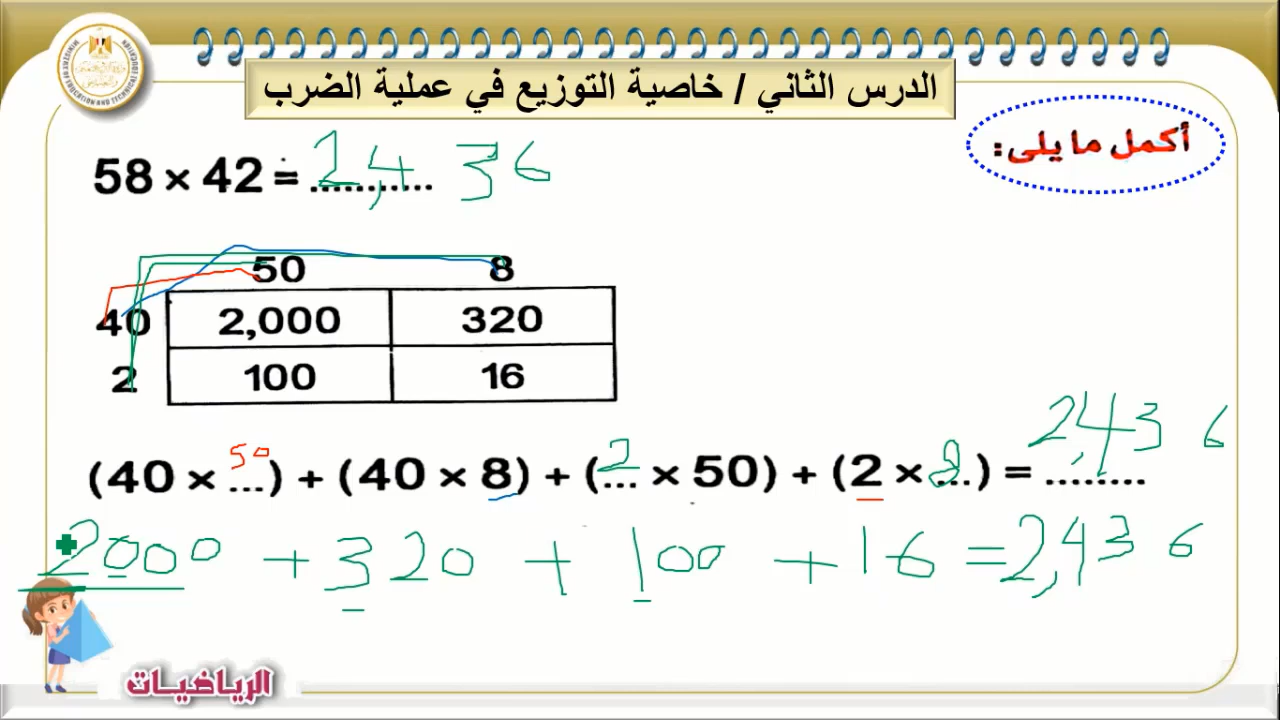 الدرس الثاني / خاصية التوزيع في عملية الضرب
أكمل ما يلى:
58 × 42 = ........... 2,436
50 8
40 2,000 320
2 100 16
(40 × ...50) + (40 × 8) + (...2 × 50) + (2 × ...8) = ........ 2,436
2000 + 320 + 100 + 16 = 2,436
الرياضيات